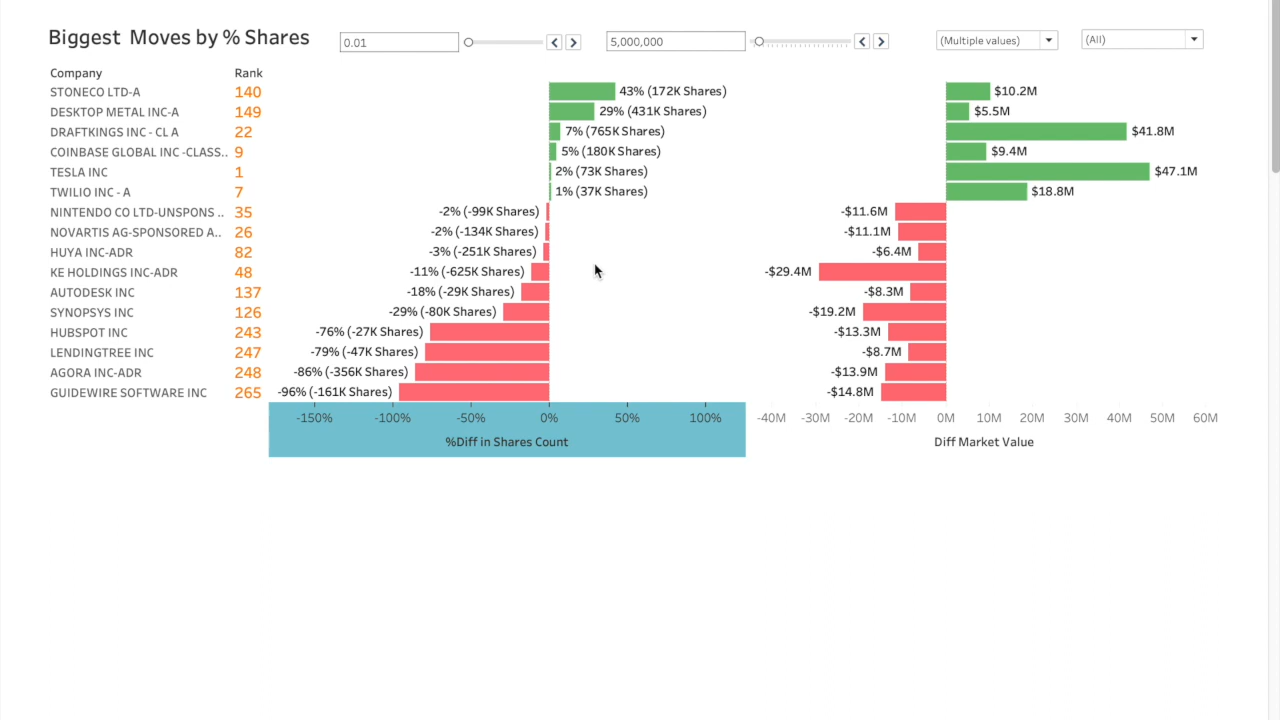 Biggest  Moves by % Shares
0.01
5,000,000
(Multiple values)
(All)
Company Rank
STONECO LTD-A 140 43% (172K Shares) $10.2M
DESKTOP METAL INC-A 149 29% (431K Shares) $5.5M
DRAFTKINGS INC - CL A 22 7% (765K Shares) $41.8M
COINBASE GLOBAL INC -CLASS.. 9 5% (180K Shares) $9.4M
TESLA INC 1 2% (73K Shares) $47.1M
TWILIO INC - A 7 1% (37K Shares) $18.8M
NINTENDO CO LTD-UNSPONS .. 35 -2% (-99K Shares) -$11.6M
NOVARTIS AG-SPONSORED A.. 26 -2% (-134K Shares) -$11.1M
HUYA INC-ADR 82 -3% (-251K Shares) -$6.4M
KE HOLDINGS INC-ADR 48 -11% (-625K Shares) -$29.4M
AUTODESK INC 137 -18% (-29K Shares) -$8.3M
SYNOPSYS INC 126 -29% (-80K Shares) -$19.2M
HUBSPOT INC 243 -76% (-27K Shares) -$13.3M
LENDINGTREE INC 247 -79% (-47K Shares) -$8.7M
AGORA INC-ADR 248 -86% (-356K Shares) -$13.9M
GUIDEWIRE SOFTWARE INC 265 -96% (-161K Shares) -$14.8M
-150% -100% -50% 0% 50% 100% -40M -30M -20M -10M 0M 10M 20M 30M 40M 50M 60M
%Diff in Shares Count Diff Market Value